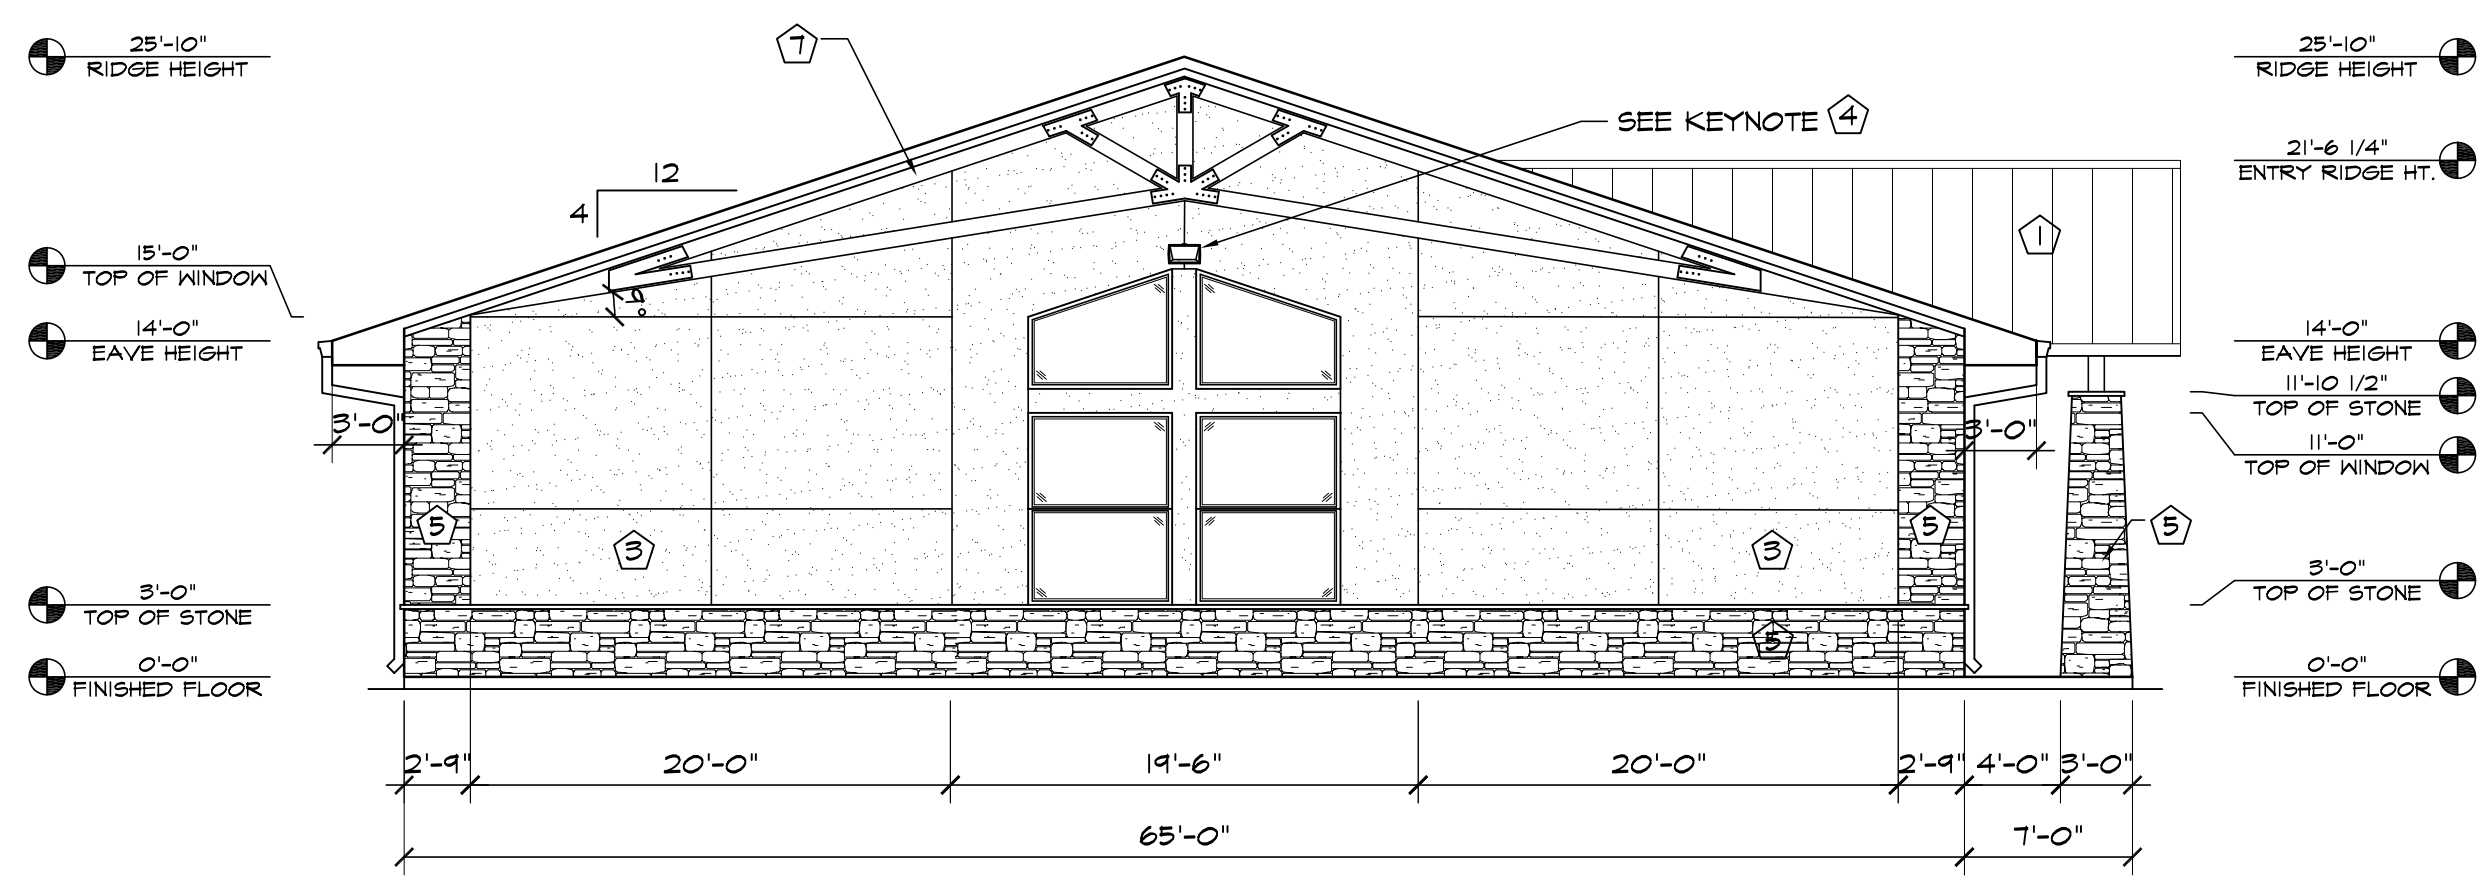 25'-10"
RIDGE HEIGHT
7
25'-10"
RIDGE HEIGHT
SEE KEYNOTE 4
21'-6 1/4"
ENTRY RIDGE HT.
12
4
1
15'-0"
TOP OF WINDOW
14'-0"
EAVE HEIGHT
14'-0"
EAVE HEIGHT
11'-10 1/2"
TOP OF STONE
3'-0"
3'-0"
11'-0"
TOP OF WINDOW
5
3
3
5
5
3'-0"
TOP OF STONE
3'-0"
TOP OF STONE
5
0'-0"
FINISHED FLOOR
0'-0"
FINISHED FLOOR
2'-9" 20'-0" 19'-6" 20'-0" 2'-9" 4'-0" 3'-0"
65'-0" 7'-0"